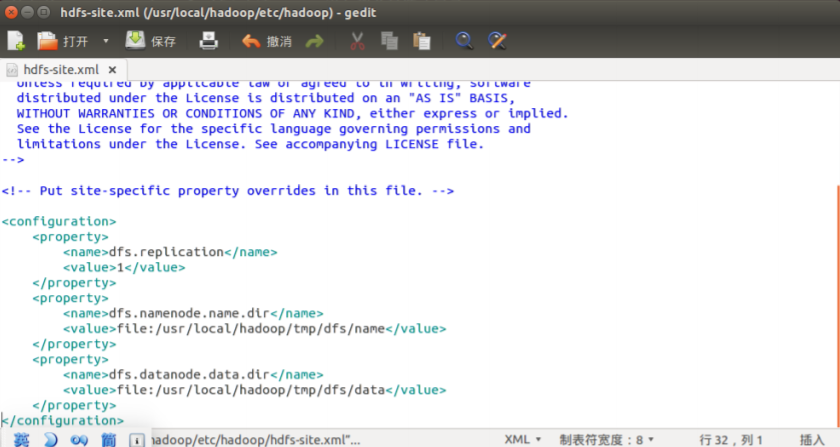 hdfs-site.xml (/usr/local/hadoop/etc/hadoop) - gedit
打开 保存 撤消
hdfs-site.xml ×
Unless required by applicable law or agreed to in writing, software
distributed under the License is distributed on an "AS IS" BASIS,
WITHOUT WARRANTIES OR CONDITIONS OF ANY KIND, either express or implied.
See the License for the specific language governing permissions and
limitations under the License. See accompanying LICENSE file.
-->
<!-- Put site-specific property overrides in this file. -->
<configuration>
<property>
<name>dfs.replication</name>
<value>1</value>
</property>
<property>
<name>dfs.namenode.name.dir</name>
<value>file:/usr/local/hadoop/tmp/dfs/name</value>
</property>
<property>
<name>dfs.datanode.data.dir</name>
<value>file:/usr/local/hadoop/tmp/dfs/data</value>
</property>
</configuration>
英 简 hadoop/etc/hadoop/hdfs-site.xml"... XML 制表符宽度：8 行 32，列 1 插入